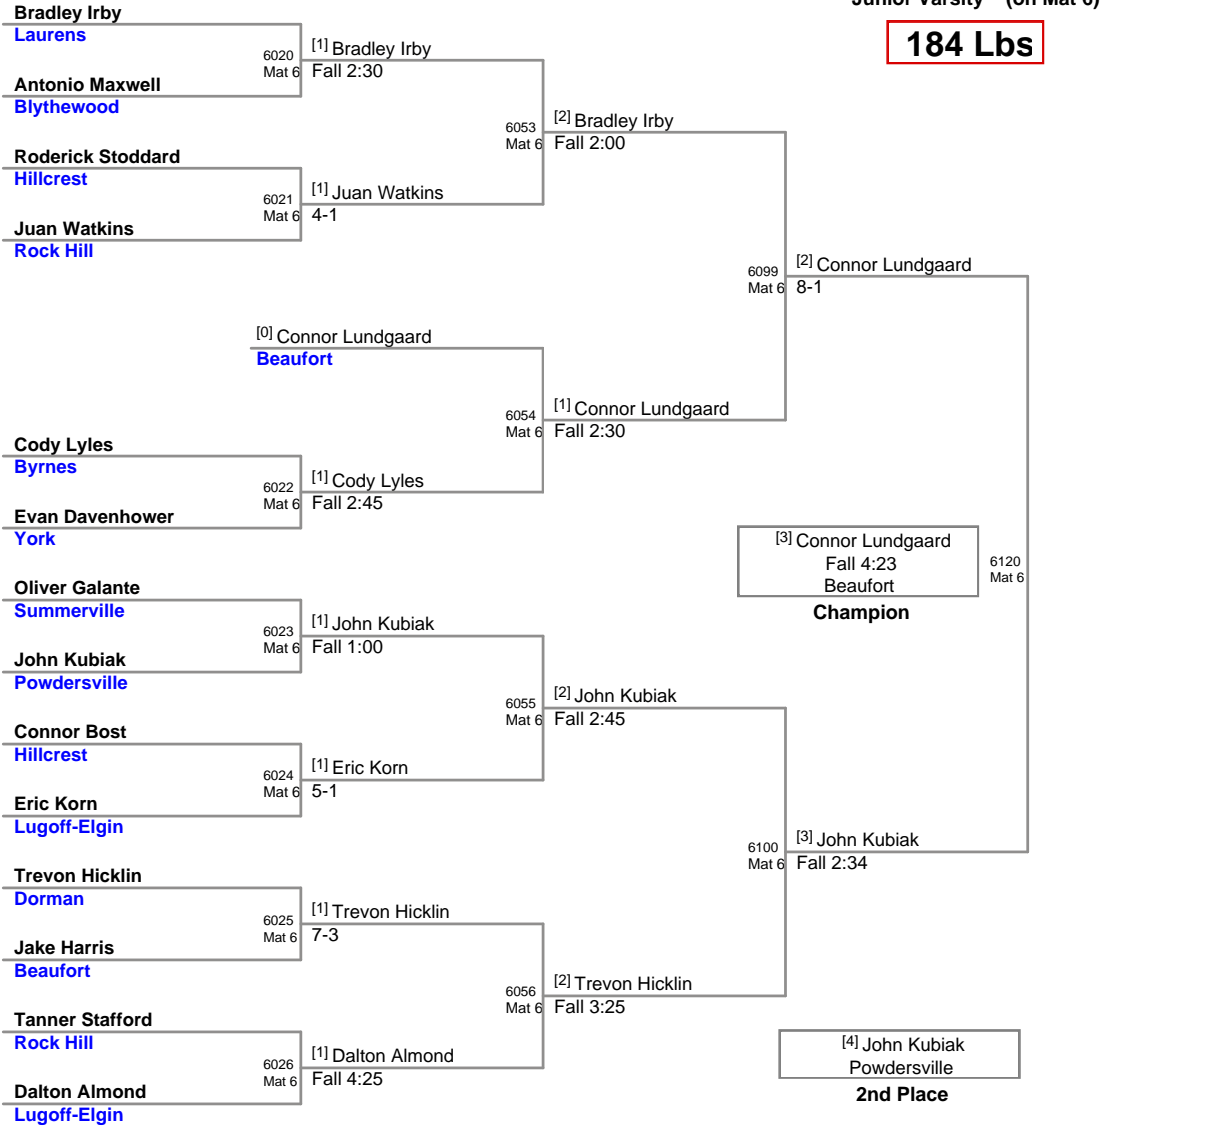 Junior Varsity (on Mat 6)
184 Lbs
Bradley Irby
Laurens
6020
Mat 6
Antonio Maxwell
Blythewood
[1] Bradley Irby
Fall 2:30
Roderick Stoddard
Hillcrest
6021
Mat 6
Juan Watkins
Rock Hill
[1] Juan Watkins
4-1
6053
Mat 6
[2] Bradley Irby
Fall 2:00
[0] Connor Lundgaard
Beaufort
Cody Lyles
Byrnes
6022
Mat 6
Evan Davenhower
York
[1] Cody Lyles
Fall 2:45
6054
Mat 6
[1] Connor Lundgaard
Fall 2:30
6099
Mat 6
[2] Connor Lundgaard
8-1
Oliver Galante
Summerville
6023
Mat 6
John Kubiak
Powdersville
[1] John Kubiak
Fall 1:00
Connor Bost
Hillcrest
6024
Mat 6
Eric Korn
Lugoff-Elgin
[1] Eric Korn
5-1
6055
Mat 6
[2] John Kubiak
Fall 2:45
Trevon Hicklin
Dorman
6025
Mat 6
Jake Harris
Beaufort
[1] Trevon Hicklin
7-3
Tanner Stafford
Rock Hill
6026
Mat 6
Dalton Almond
Lugoff-Elgin
[1] Dalton Almond
Fall 4:25
6056
Mat 6
[2] Trevon Hicklin
Fall 3:25
6100
Mat 6
[3] John Kubiak
Fall 2:34
6120
Mat 6
[3] Connor Lundgaard
Fall 4:23
Beaufort
Champion
[4] John Kubiak
Powdersville
2nd Place